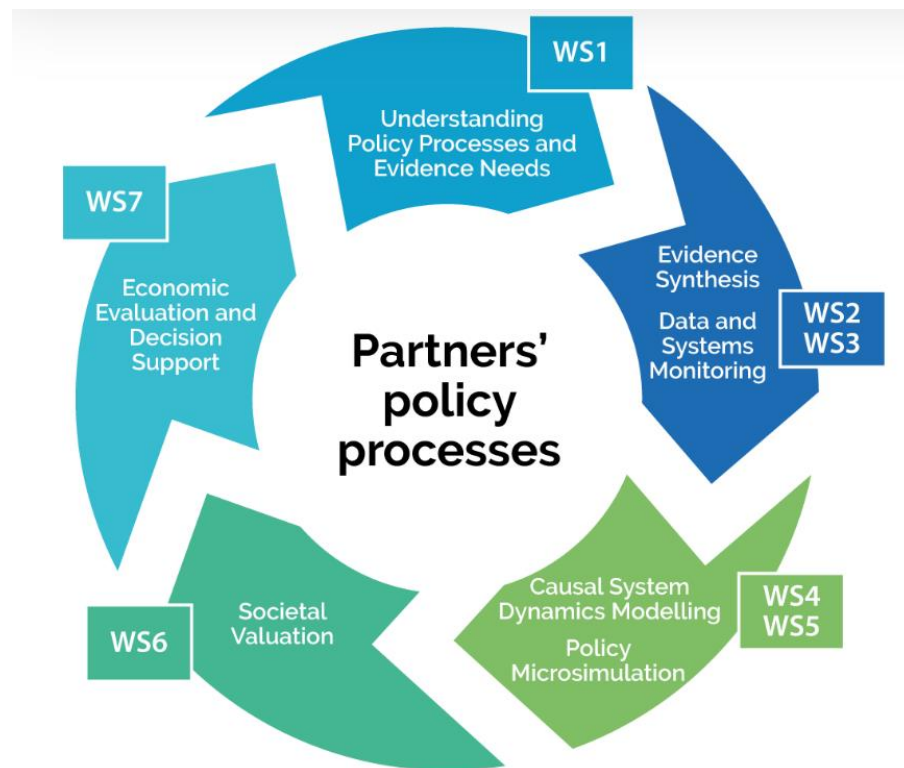 WS1
Understanding
Policy Processes and
Evidence Needs
Evidence
Synthesis
Data and
Systems
Monitoring
WS2
WS3
Causal System
Dynamics Modelling
Policy
Microsimulation
WS4
WS5
Societal
Valuation
WS6
Economic
Evaluation and
Decision
Support
WS7
Partners’
policy
processes